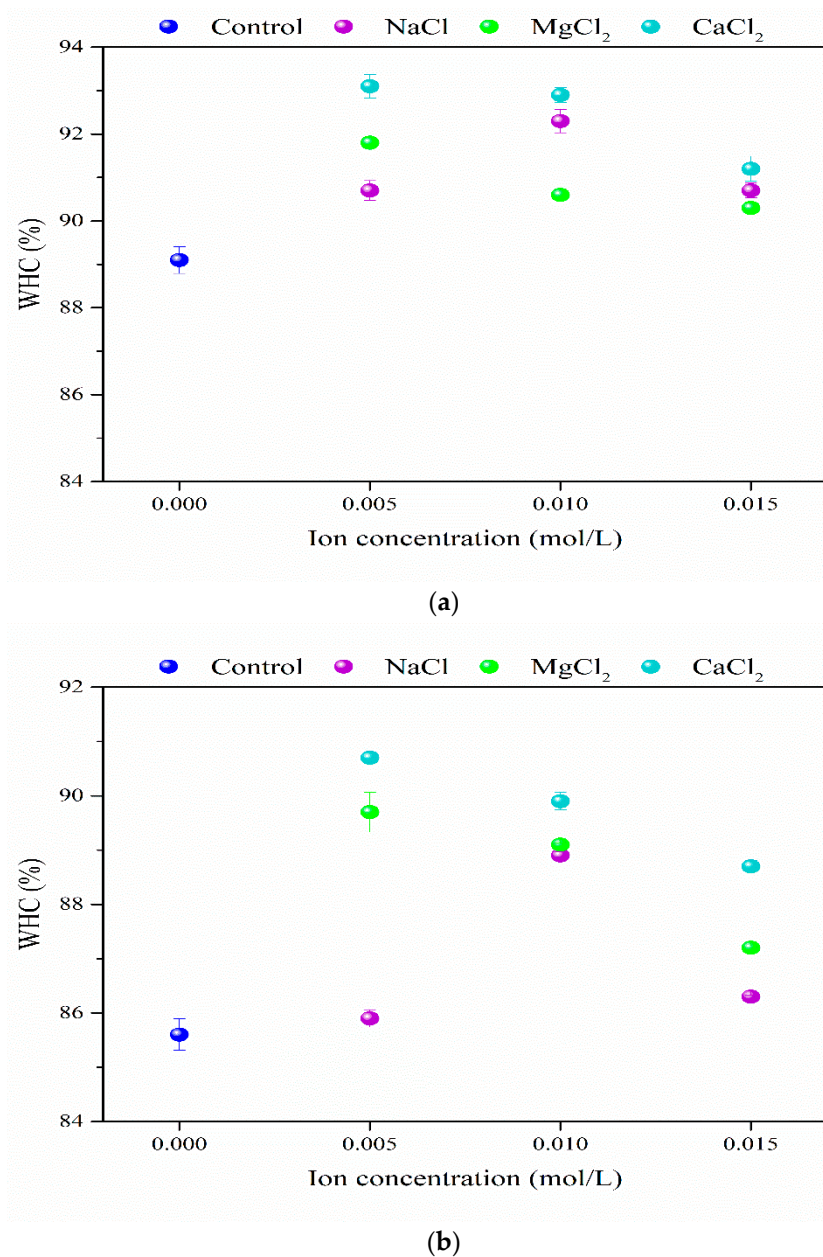 Control NaCl MgCl₂ CaCl₂
94
92
90
88
86
84
WHC (%)
0.000 0.005 0.010 0.015
Ion concentration (mol/L)
(a)
Control NaCl MgCl₂ CaCl₂
92
90
88
86
84
WHC (%)
0.000 0.005 0.010 0.015
Ion concentration (mol/L)
(b)